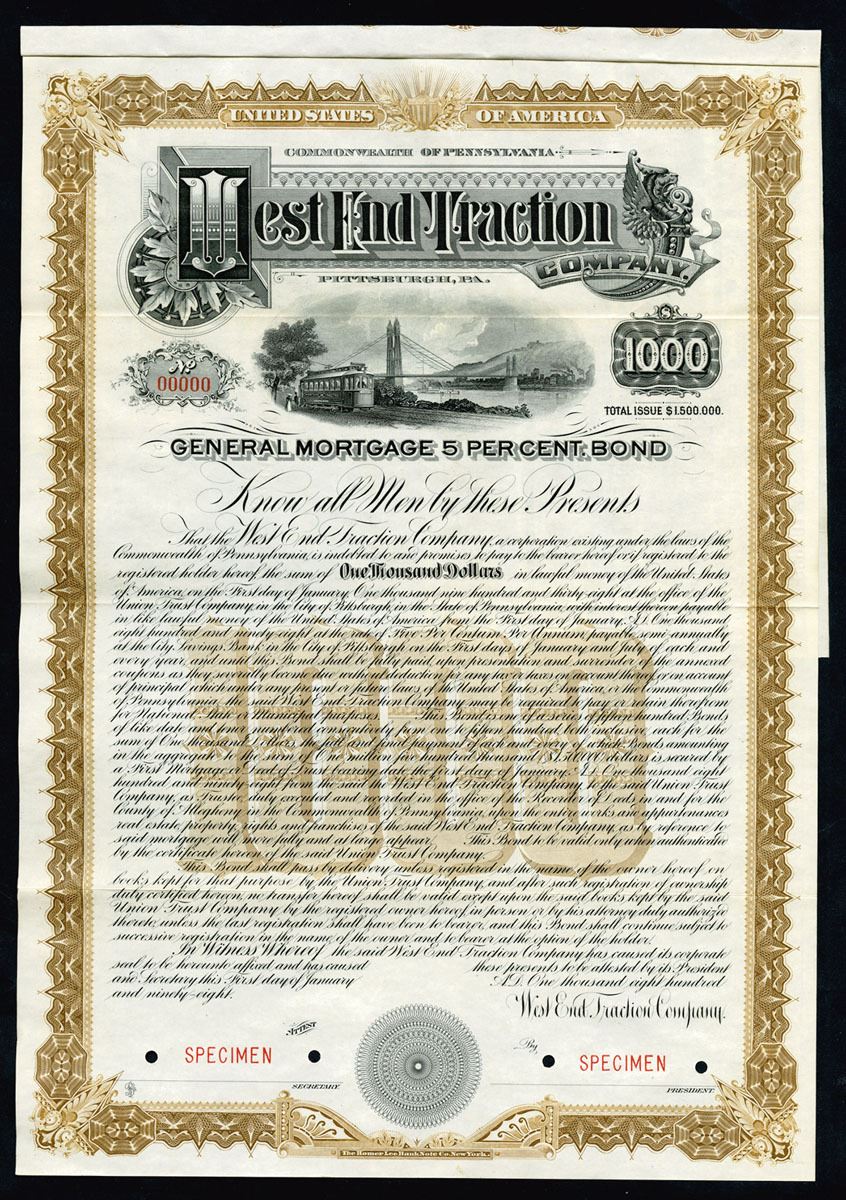 UNITED STATES OF AMERICA
COMMONWEALTH OF PENNSYLVANIA
West End Traction
COMPANY.
PITTSBURGH, PA.
No
00000
1000
TOTAL ISSUE $1.500.000.
GENERAL MORTGAGE 5 PER CENT. BOND
Know all Men by these Presents
That the West End Traction Company, a corporation existing under the laws of the
Commonwealth of Pennsylvania, is indebted to and promises to pay to the bearer hereof or if registered to the
registered holder hereof the sum of One Thousand Dollars in lawful money of the United States
of America, on the First day of January, One thousand nine hundred and thirty eight at the office of the
Union Trust Company, in the City of Pittsburgh, in the State of Pennsylvania, with interest thereon payable
in like lawful money of the United States of America from the First day of January, A.D. One thousand
eight hundred and ninety eight at the rate of Five Per Centum Per Annum, payable semi-annually
at the City Savings Bank in the City of Pittsburgh on the First days of January and July, each and
every year, and until this Bond shall be fully paid, upon presentation and surrender of the annexed
coupons as they severally become due, without deduction for any tax or taxes on account thereof or on account
of principal which under any present or future laws of the United States of America, or the Commonwealth
of Pennsylvania, the said West End Traction Company may be required to pay or retain therefrom
for National, State or Municipal purposes. This Bond is one of a series of fifteen hundred Bonds
of like date, numbered consecutively from one to fifteen hundred, both inclusive, each for the
sum of One thousand Dollars, the full and final payment of each and every of which Bonds amounting
in the aggregate to the sum of One million five hundred thousand $1,500,000 dollars is secured by
a First Mortgage or deed of trust bearing date the First day of January, A.D. One thousand eight
hundred and ninety eight from the said West End Traction Company, to the said Union Trust
Company, as Trustee duly executed and recorded in the office of the Recorder of Deeds, in and for the
County of Allegheny, in the Commonwealth of Pennsylvania, upon the entire works and appurtenances
real estate, property, rights and franchises of the said West End Traction Company, as by reference to
said mortgage will more fully and at large appear. This Bond to be valid only when authenticated
by the certificate hereon of the said Union Trust Company.
This Bond shall pass by delivery unless registered in the name of the owner hereof on
books kept for that purpose by the Union Trust Company, and after such registration of ownership
duly certified hereon, no transfer hereof shall be valid except upon the said books kept by the said
Union Trust Company by the registered owner hereof in person or by his attorney duly authorized
thereto, unless the last registration shall have been to bearer, and this Bond shall continue subject to
successive registration in the name of the owner and to bearer at the option of the holder.
In Witness Whereof the said West End Traction Company has caused its corporate
seal to be hereunto affixed and has caused these presents to be attested by its President
and Secretary this First day of January A.D. One thousand eight hundred
and ninety-eight.
West End Traction Company.
ATTEST
By
SPECIMEN
SPECIMEN
SECRETARY.
PRESIDENT.
The Homer Lee Bank Note Co. New York.